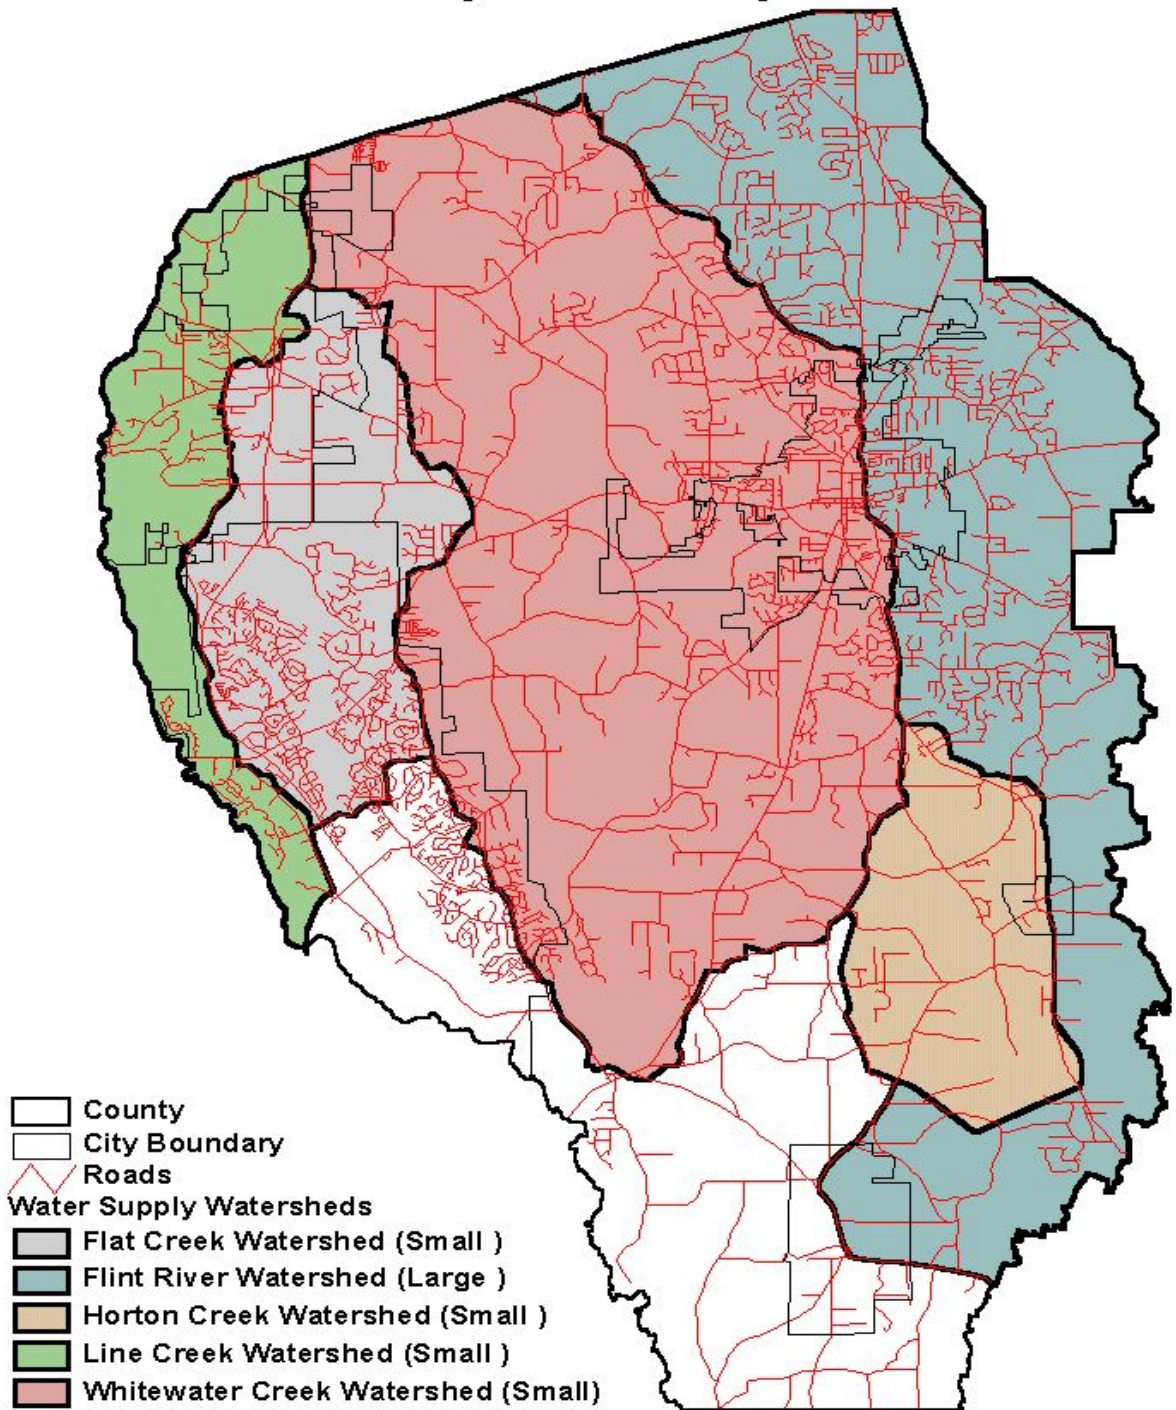 County
City Boundary
Roads
Water Supply Watersheds
Flat Creek Watershed (Small )
Flint River Watershed (Large )
Horton Creek Watershed (Small )
Line Creek Watershed (Small )
Whitewater Creek Watershed (Small)